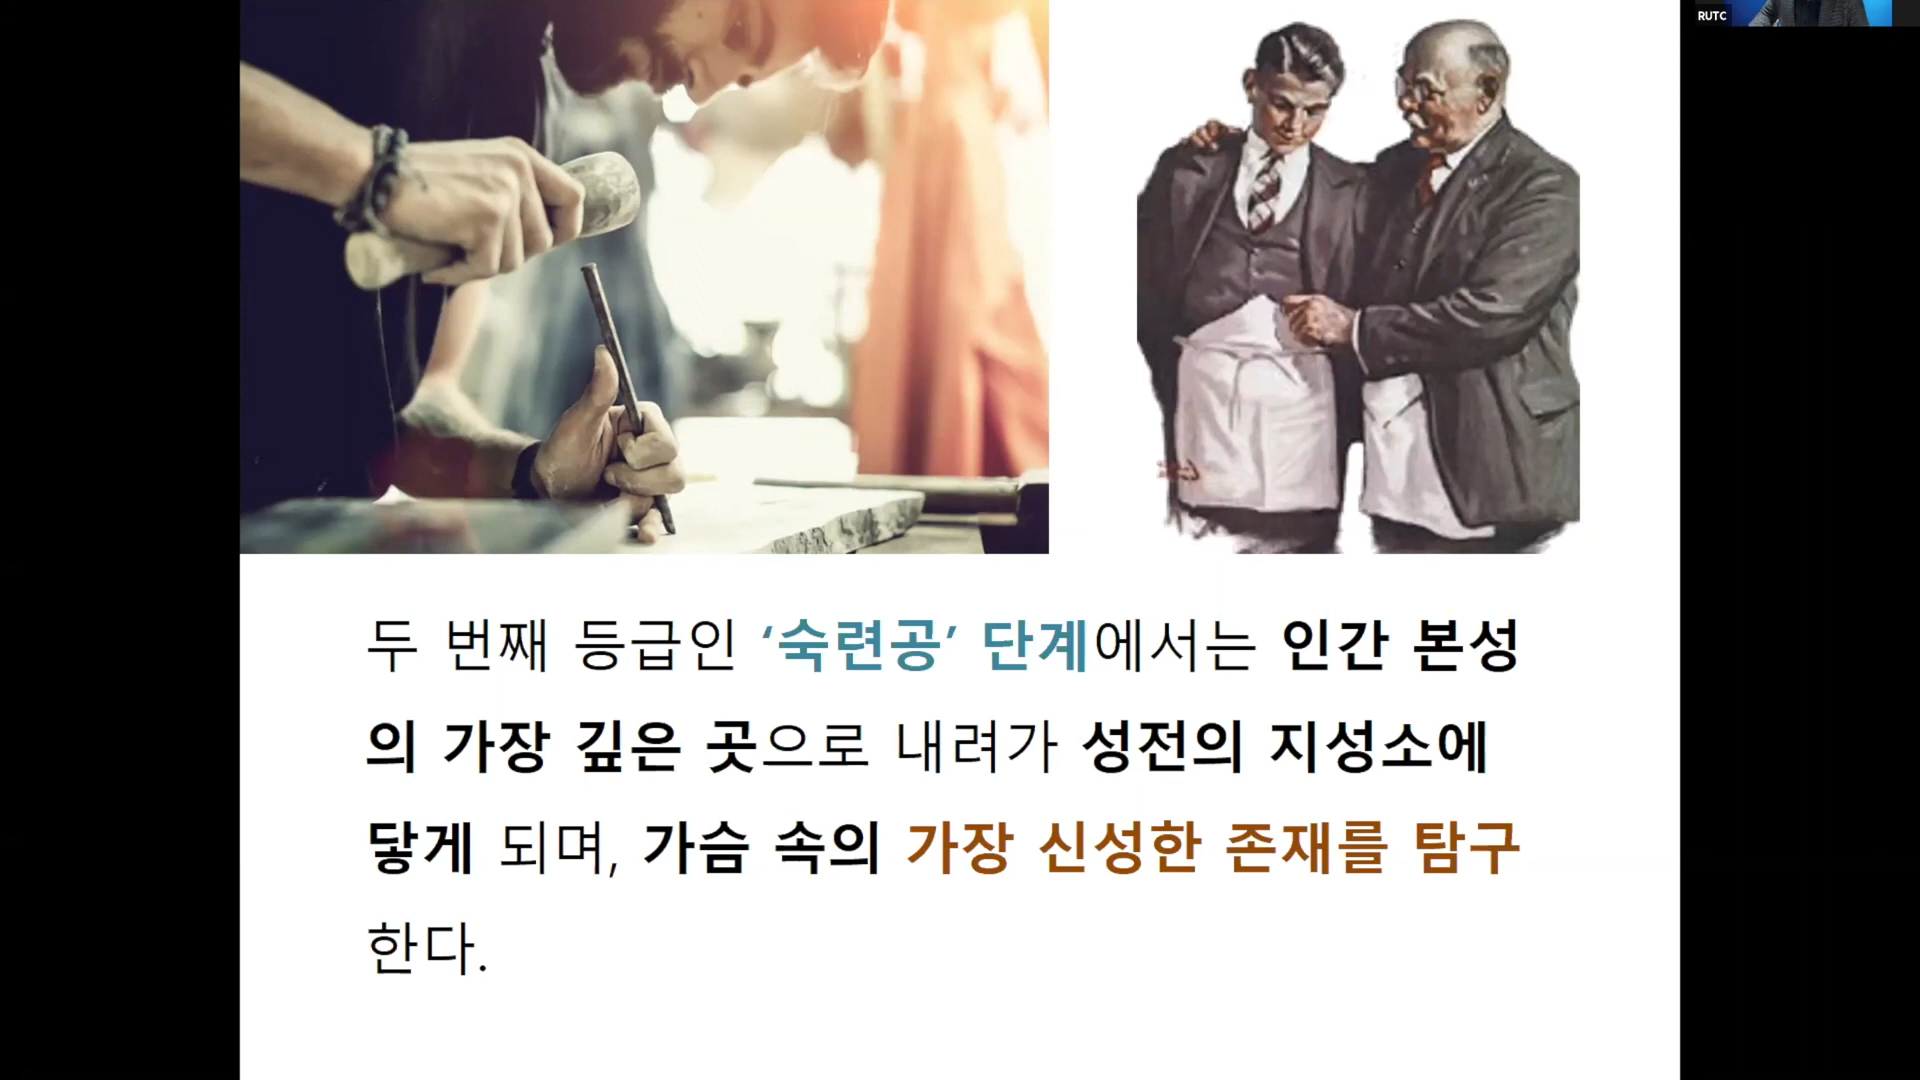 RUTC
두 번째 등급인 ‘숙련공’ 단계에서는 인간 본성
의 가장 깊은 곳으로 내려가 성전의 지성소에
닿게 되며, 가슴 속의 가장 신성한 존재를 탐구
한다.